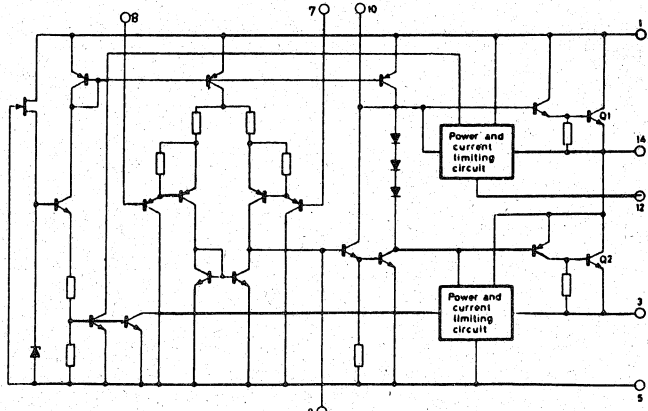 8
7
10
1
Q1
Power and
current
limiting
circuit
14
12
Q2
Power and
current
limiting
circuit
3
5